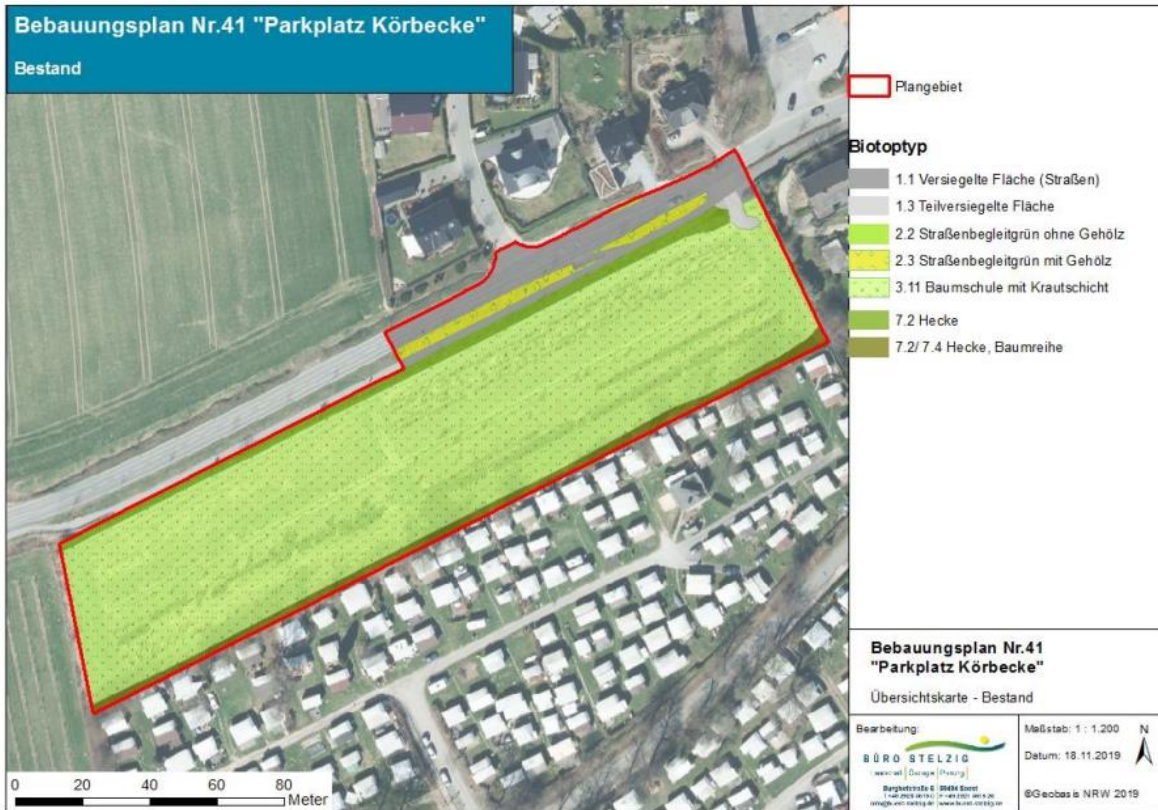 Bebauungsplan Nr.41 "Parkplatz Körbecke"
Bestand
Plangebiet
Biotoptyp
1.1 Versiegelte Fläche (Straßen)
1.3 Teilversiegelte Fläche
2.2 Straßenbegleitgrün ohne Gehölz
2.3 Straßenbegleitgrün mit Gehölz
3.11 Baumschule mit Krautschicht
7.2 Hecke
7.2/ 7.4 Hecke, Baumreihe
0 20 40 60 80
Meter
Bebauungsplan Nr.41
"Parkplatz Körbecke"
Übersichtskarte - Bestand
Bearbeitung:
BÜRO STELZIG
Maßstab: 1 : 1.200
N
Datum: 18.11.2019
©Geobasis NRW 2019